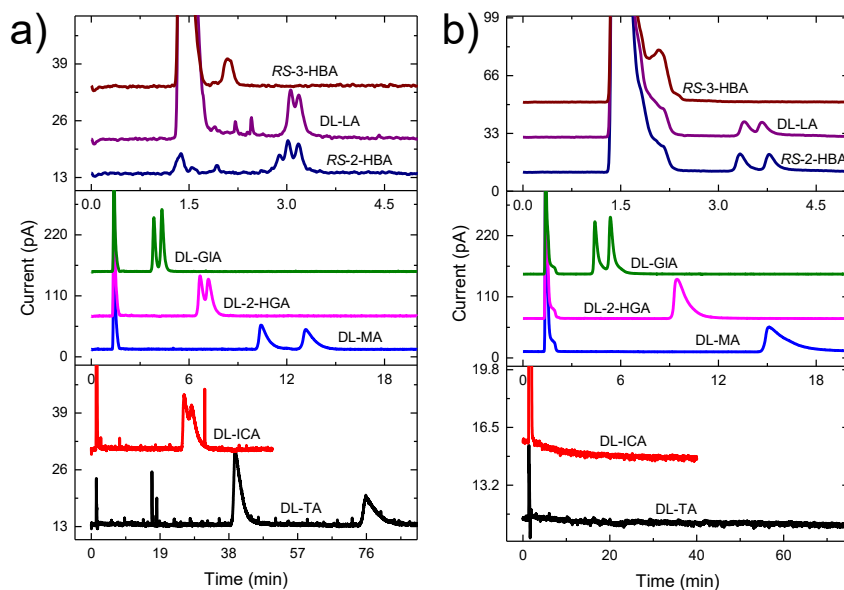 a)
39
26
13
RS-3-HBA
DL-LA
RS-2-HBA
0.0
1.5
3.0
4.5
220
110
0
DL-GIA
DL-2-HGA
DL-MA
0
6
12
18
39
26
13
DL-ICA
DL-TA
0
19
38
57
76
Current (pA)
Time (min)
b)
99
66
33
0
RS-3-HBA
DL-LA
RS-2-HBA
0.0
1.5
3.0
4.5
220
110
0
DL-GIA
DL-2-HGA
DL-MA
0
6
12
18
19.8
16.5
13.2
DL-ICA
DL-TA
0
20
40
60
Current (pA)
Time (min)